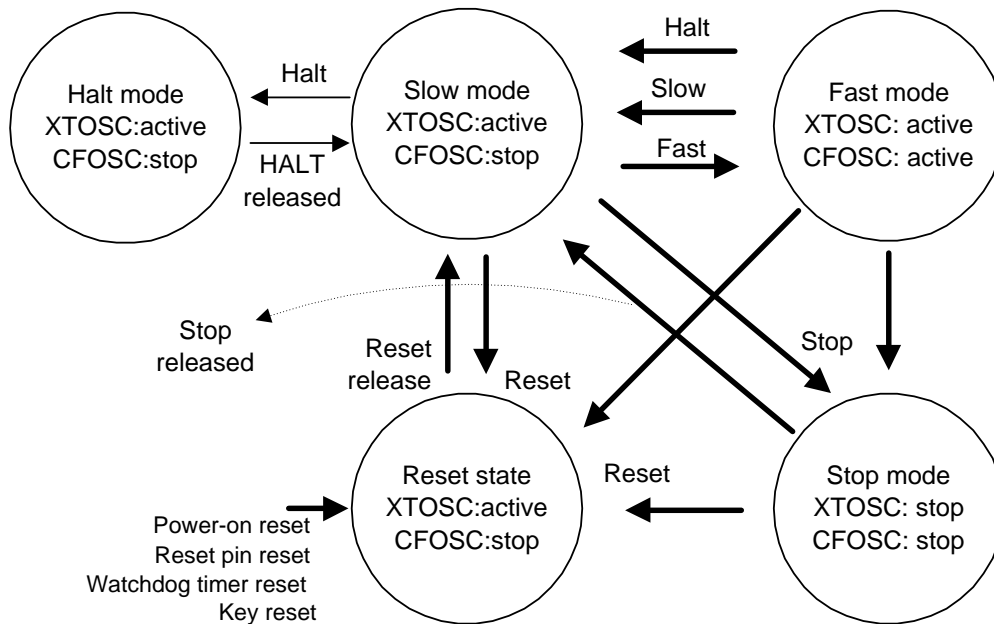 Halt mode
XTOSC:active
CFOSC:stop
Halt
HALT
released
Slow mode
XTOSC:active
CFOSC:stop
Halt
Slow
Fast
Fast mode
XTOSC: active
CFOSC: active
Stop
released
Reset
release
Reset
Stop
Reset state
XTOSC:active
CFOSC:stop
Reset
Stop mode
XTOSC: stop
CFOSC: stop
Power-on reset
Reset pin reset
Watchdog timer reset
Key reset